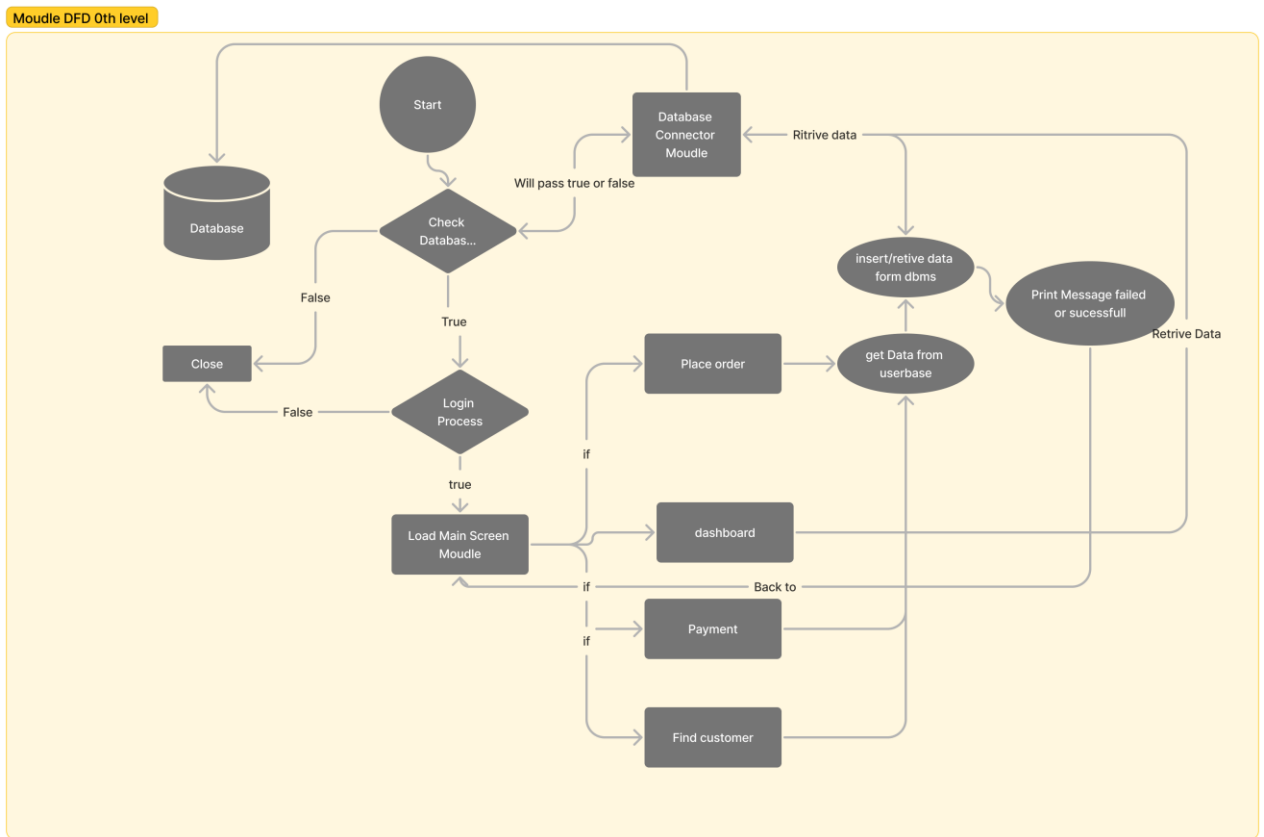 Moudle DFD 0th level
Start
Database
Connector
Moudle
Ritrive data
Will pass true or false
Database
Check
Databas...
insert/retive data
form dbms
Print Message failed
or sucessfull
False
True
Retrive Data
Close
Place order
get Data from
userbase
Login
Process
False
if
true
Load Main Screen
Moudle
dashboard
if
Back to
Payment
if
Find customer